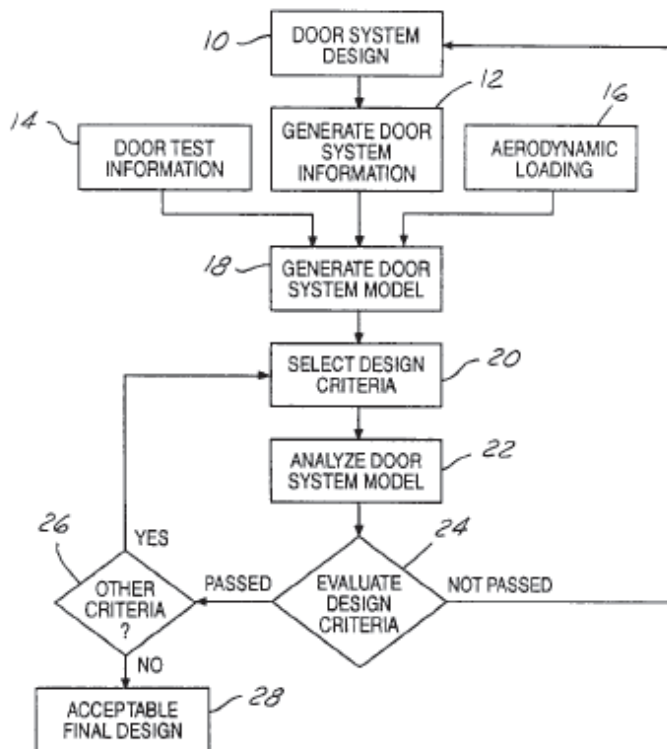 10
DOOR SYSTEM
DESIGN
12
14
16
DOOR TEST
INFORMATION
GENERATE DOOR
SYSTEM
INFORMATION
AERODYNAMIC
LOADING
18
GENERATE DOOR
SYSTEM MODEL
SELECT DESIGN
CRITERIA
20
ANALYZE DOOR
SYSTEM MODEL
22
24
26
YES
OTHER
CRITERIA
?
PASSED
EVALUATE
DESIGN
CRITERIA
NOT PASSED
NO
28
ACCEPTABLE
FINAL DESIGN